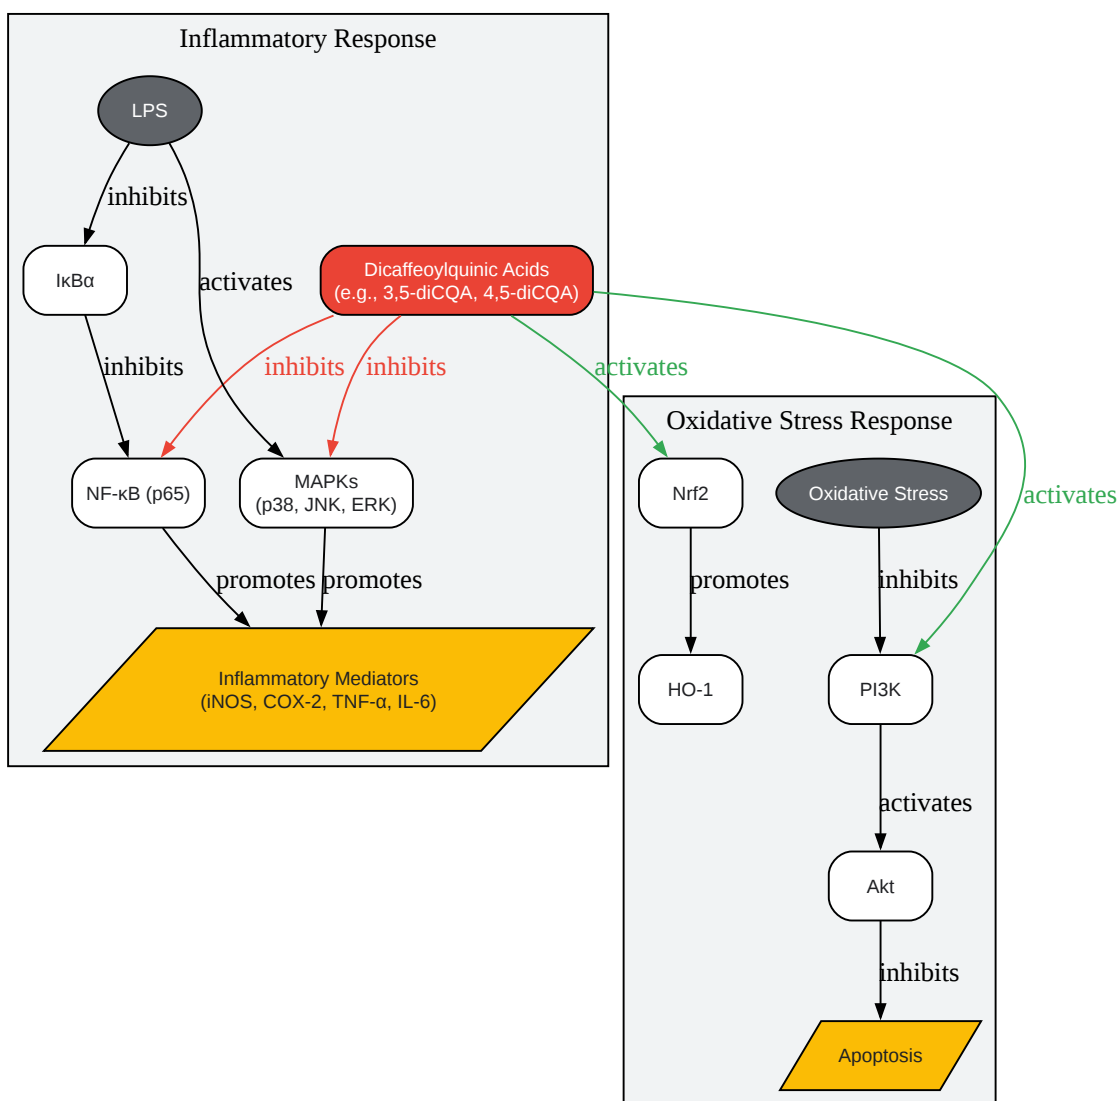 Inflammatory Response
LPS
inhibits
IκBα
activates
Dicaffeoylquinic Acids
(e.g., 3,5-diCQA, 4,5-diCQA)
inhibits
inhibits
inhibits
activates
Oxidative Stress Response
NF-κB (p65)
MAPKs
(p38, JNK, ERK)
Nrf2
Oxidative Stress
activates
promotes
promotes
promotes
inhibits
Inflammatory Mediators
(iNOS, COX-2, TNF-α, IL-6)
HO-1
PI3K
activates
Akt
inhibits
Apoptosis